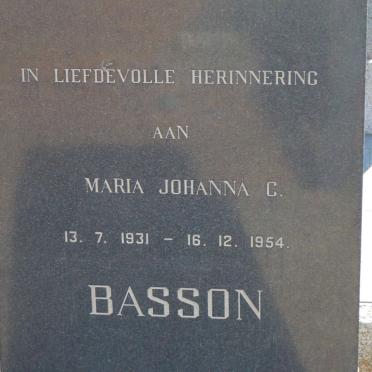 IN LIEFDEVOLLE HERINNERING
AAN
MARIA JOHANNA C.
13. 7. 1931 – 16. 12. 1954.
BASSON